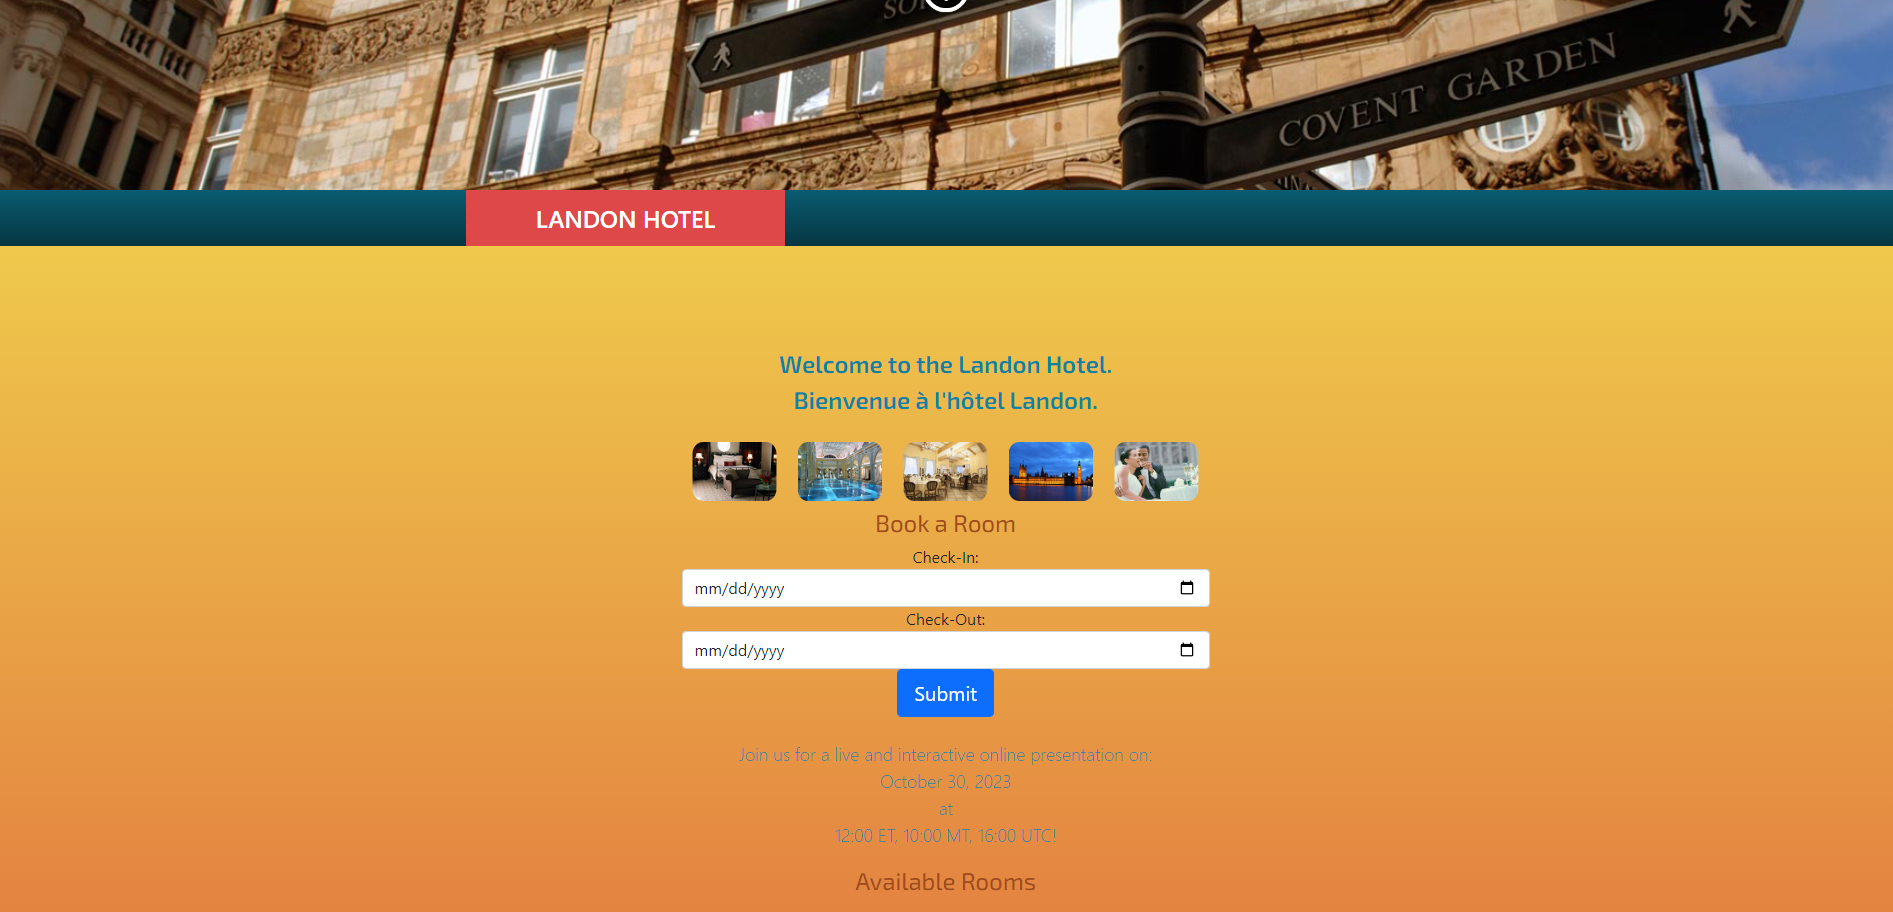 COVENT GARDEN
LANDON HOTEL
Welcome to the Landon Hotel.
Bienvenue à l'hôtel Landon.
Book a Room
Check-In:
mm/dd/yyyy
Check-Out:
mm/dd/yyyy
Submit
Join us for a live and interactive online presentation on:
October 30, 2023
at
12:00 ET, 10:00 MT, 16:00 UTC!
Available Rooms